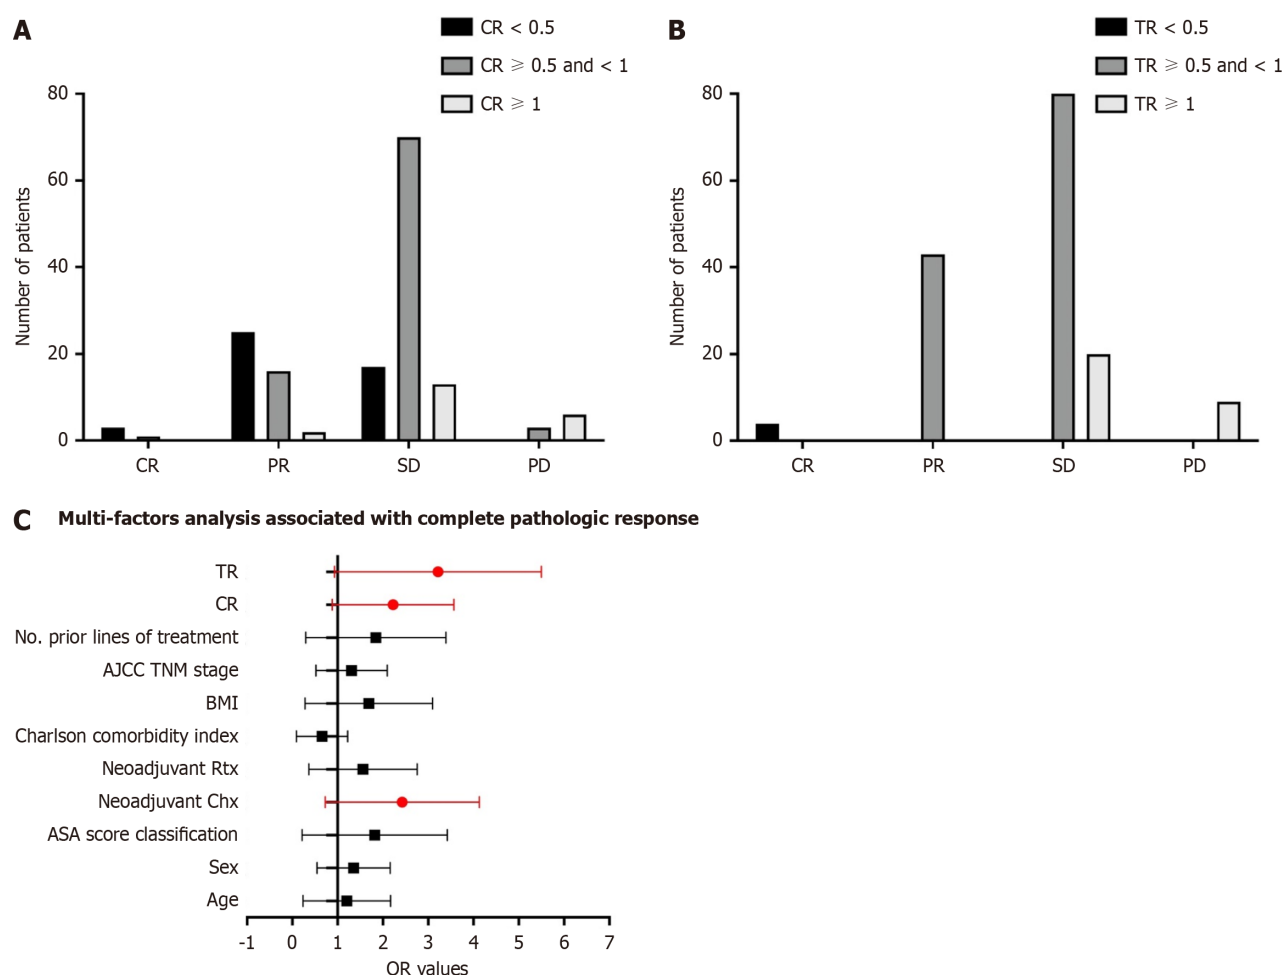 A
CR < 0.5
CR ⩾ 0.5 and < 1
CR ⩾ 1
80
60
40
20
0
Number of patients
CR PR SD PD
B
TR < 0.5
TR ⩾ 0.5 and < 1
TR ⩾ 1
80
60
40
20
0
Number of patients
CR PR SD PD
C Multi-factors analysis associated with complete pathologic response
TR
CR
No. prior lines of treatment
AJCC TNM stage
BMI
Charlson comorbidity index
Neoadjuvant Rtx
Neoadjuvant Chx
ASA score classification
Sex
Age
-1 0 1 2 3 4 5 6 7
OR values